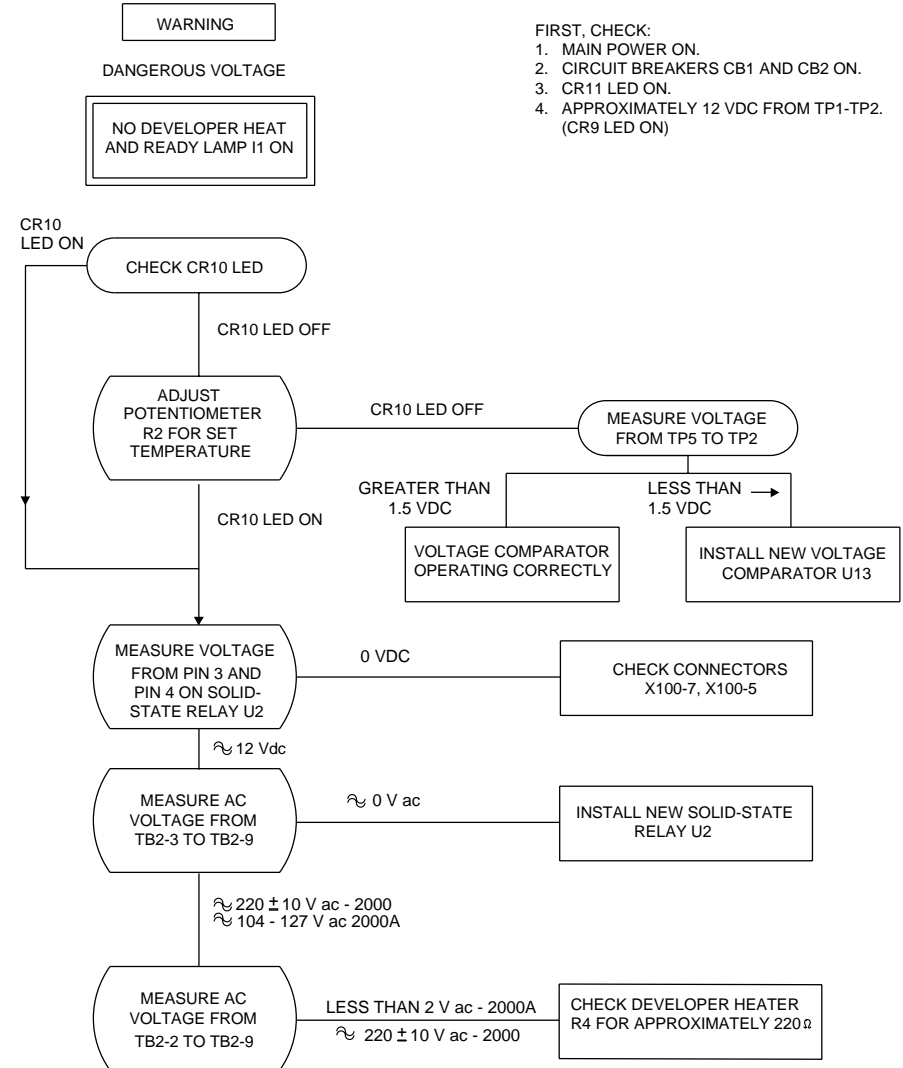 WARNING
DANGEROUS VOLTAGE
NO DEVELOPER HEAT
AND READY LAMP I1 ON
FIRST, CHECK:
1. MAIN POWER ON.
2. CIRCUIT BREAKERS CB1 AND CB2 ON.
3. CR11 LED ON.
4. APPROXIMATELY 12 VDC FROM TP1-TP2.
(CR9 LED ON)
CR10
LED ON
CHECK CR10 LED
CR10 LED OFF
ADJUST
POTENTIOMETER
R2 FOR SET
TEMPERATURE
CR10 LED OFF
MEASURE VOLTAGE
FROM TP5 TO TP2
GREATER THAN
1.5 VDC
LESS THAN
1.5 VDC
CR10 LED ON
VOLTAGE COMPARATOR
OPERATING CORRECTLY
INSTALL NEW VOLTAGE
COMPARATOR U13
MEASURE VOLTAGE
FROM PIN 3 AND
PIN 4 ON SOLID-
STATE RELAY U2
0 VDC
CHECK CONNECTORS
X100-7, X100-5
≈ 12 Vdc
MEASURE AC
VOLTAGE FROM
TB2-3 TO TB2-9
≈ 0 V ac
INSTALL NEW SOLID-STATE
RELAY U2
≈ 220 ± 10 V ac - 2000
≈ 104 - 127 V ac 2000A
MEASURE AC
VOLTAGE FROM
TB2-2 TO TB2-9
LESS THAN 2 V ac - 2000A
≈ 220 ± 10 V ac - 2000
CHECK DEVELOPER HEATER
R4 FOR APPROXIMATELY 220 Ω